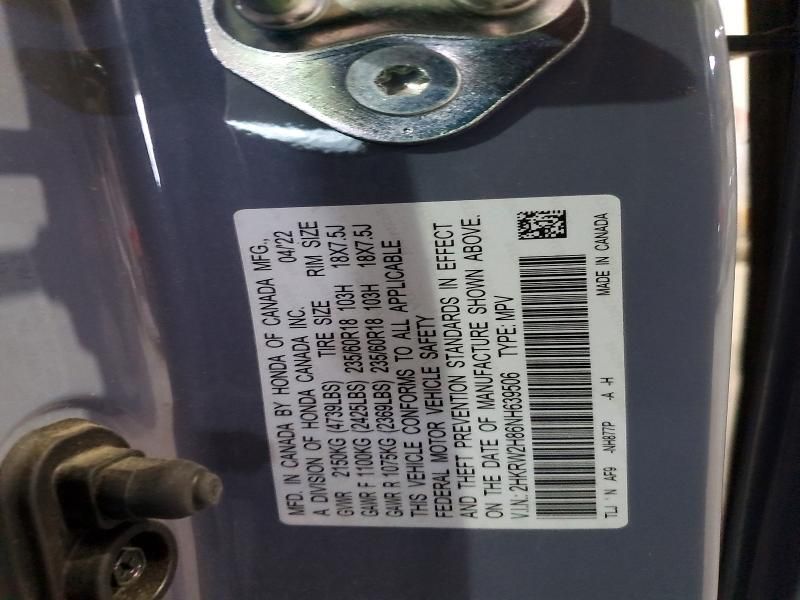 MFD. IN CANADA BY HONDA OF CANADA MFG.,
A DIVISION OF HONDA CANADA INC. 04/22
GVWR 2150KG (4739LBS) TIRE SIZE RIM SIZE
GAWR F 1100KG (2425LBS) 235/60R18 103H 18X7.5J
GAWR R 1075KG (2369LBS) 235/60R18 103H 18X7.5J
THIS VEHICLE CONFORMS TO ALL APPLICABLE
FEDERAL MOTOR VEHICLE SAFETY
AND THEFT PREVENTION STANDARDS IN EFFECT
ON THE DATE OF MANUFACTURE SHOWN ABOVE.
V.I.N.: 2HKRW2H86NH639506 TYPE: MPV
AF9 -NH877P -A -H MADE IN CANADA